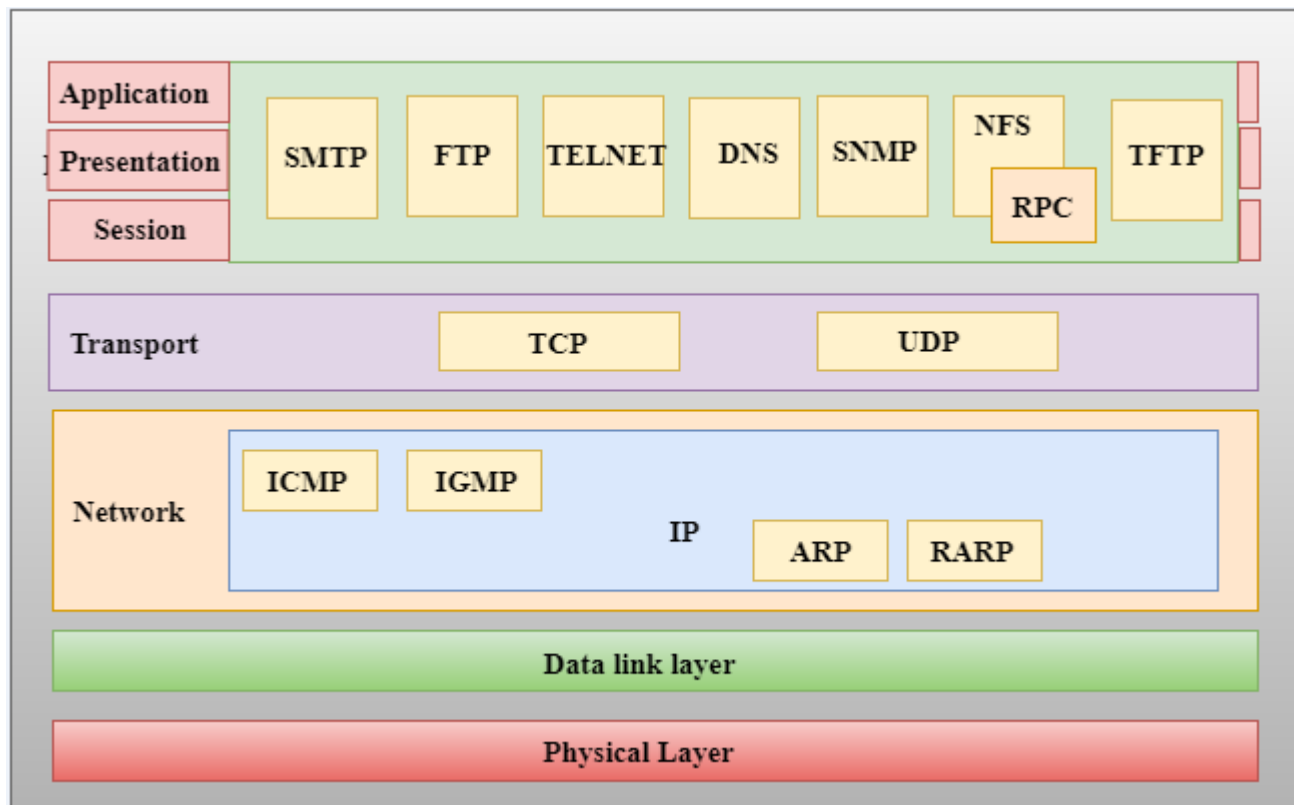 Application
Presentation
Session
SMTP
FTP
TELNET
DNS
SNMP
NFS
RPC
TFTP
Transport
TCP
UDP
Network
ICMP
IGMP
IP
ARP
RARP
Data link layer
Physical Layer